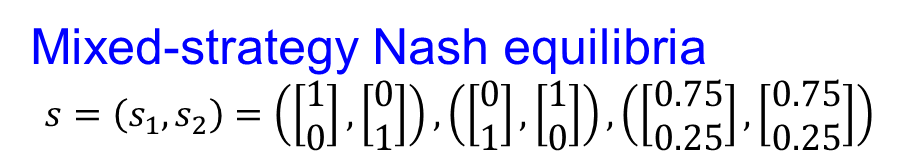 Mixed-strategy Nash equilibria
s = (s₁, s₂) = ([1 0], [0 1]), ([0 1], [1 0]), ([0.75 0.25], [0.75 0.25])